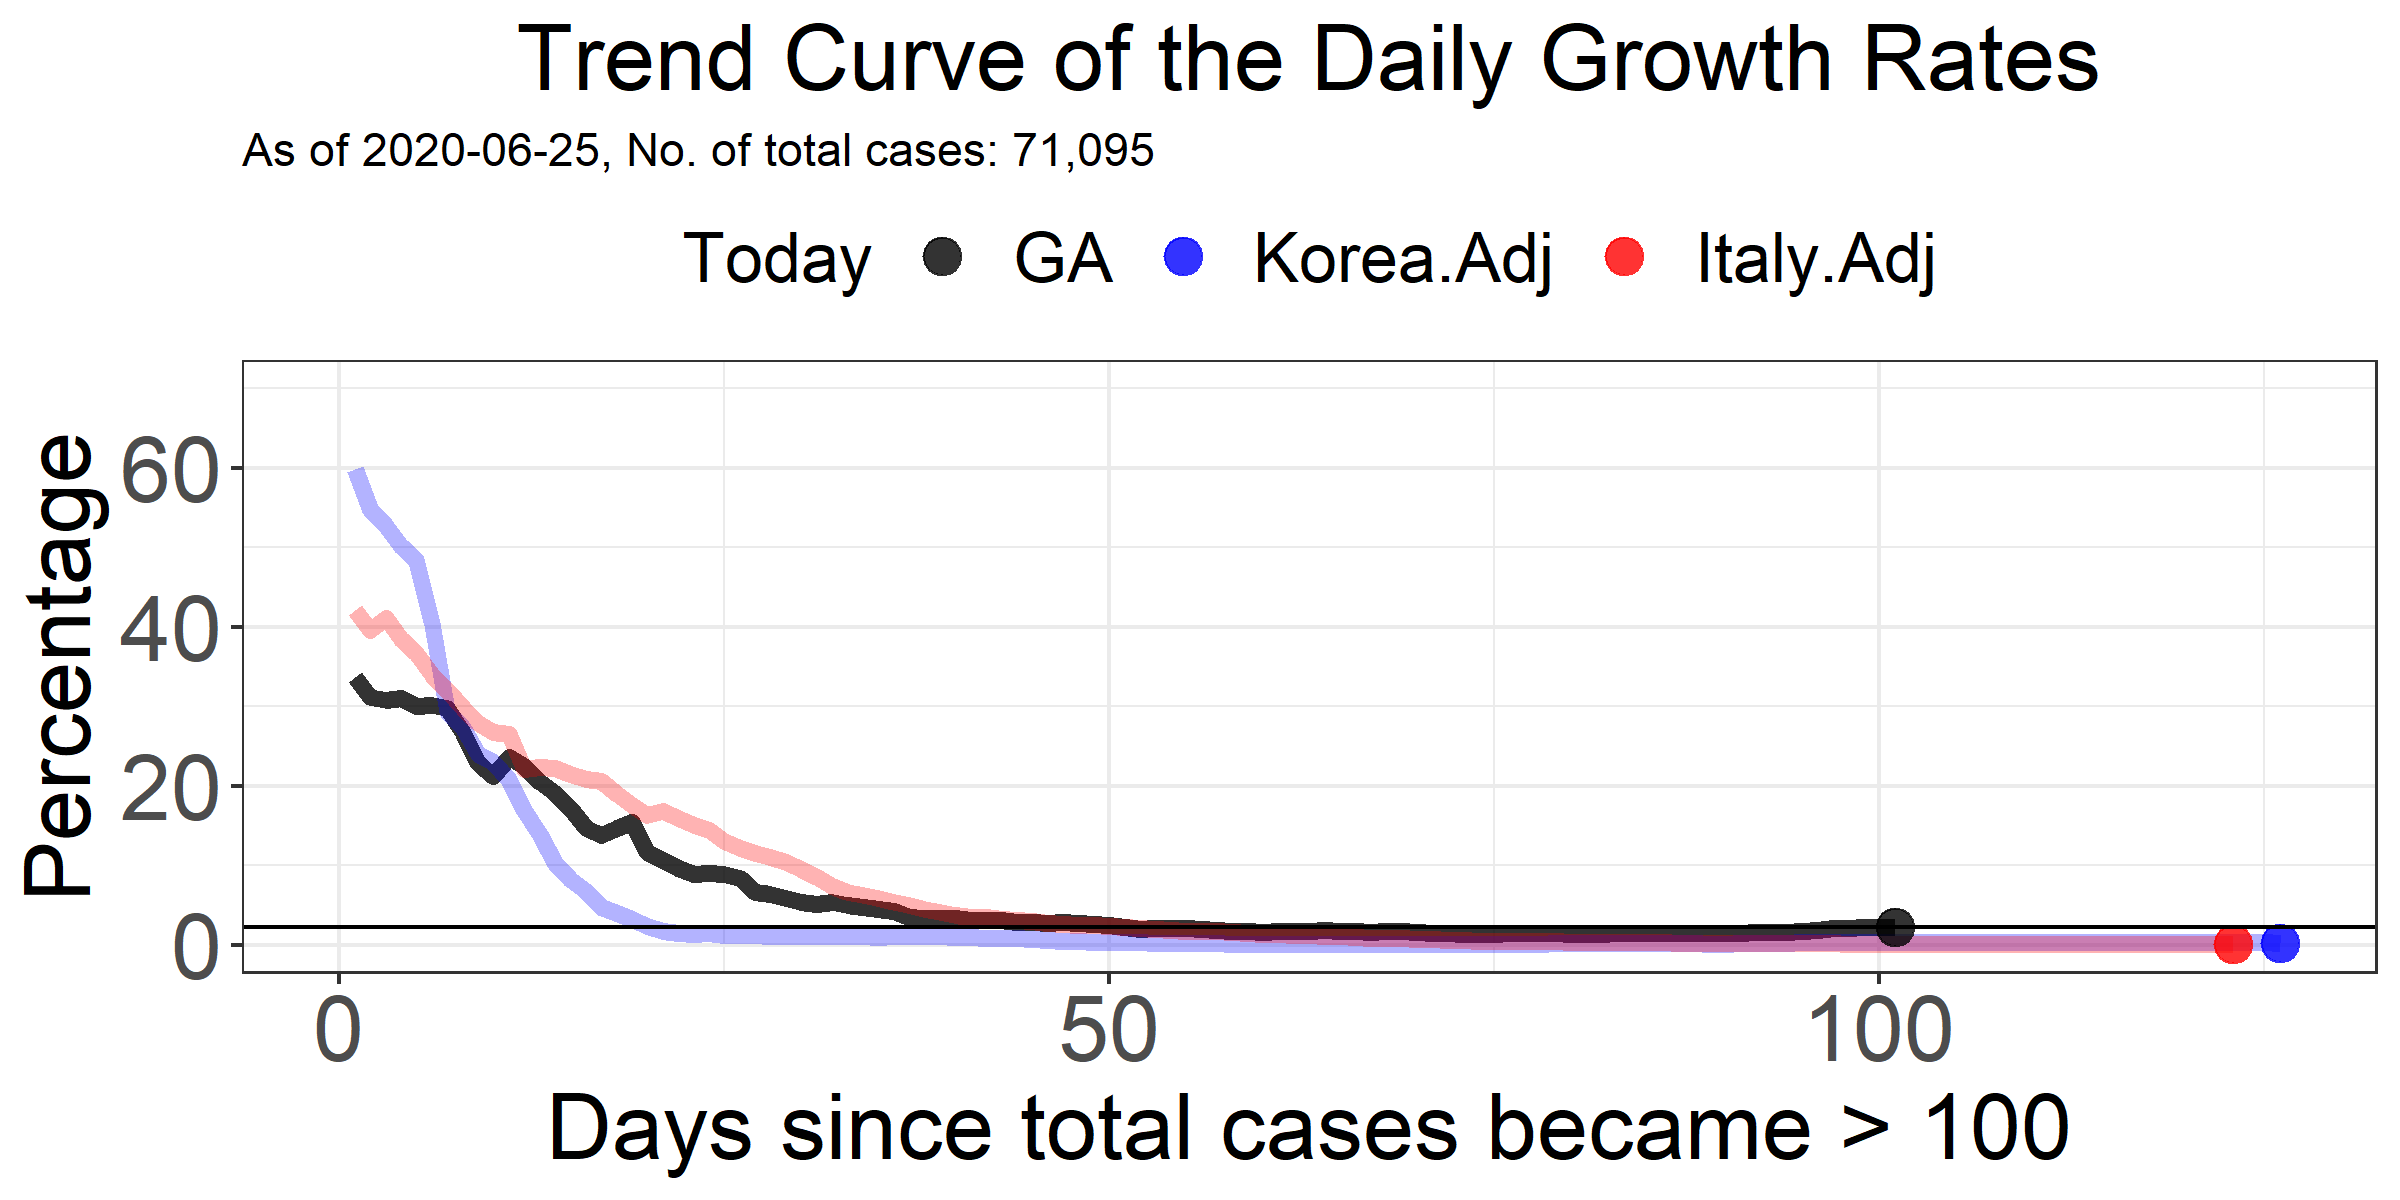 Trend Curve of the Daily Growth Rates
As of 2020-06-25, No. of total cases: 71,095
Today GA Korea.Adj Italy.Adj
Percentage
60
40
20
0
0 50 100
Days since total cases became > 100